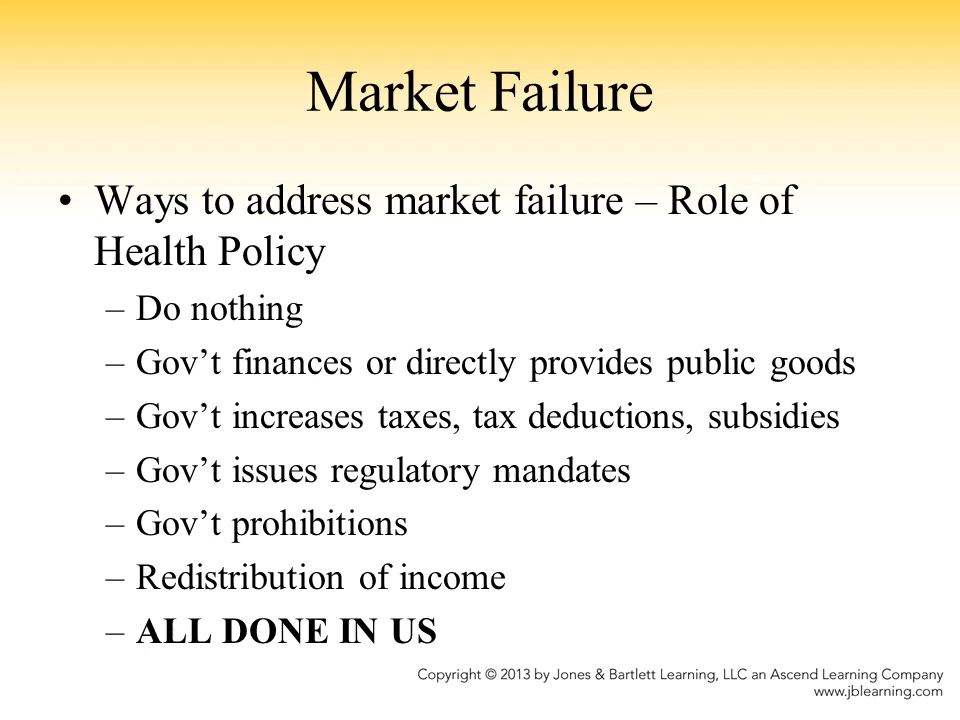 Market Failure
• Ways to address market failure – Role of
Health Policy
– Do nothing
– Gov’t finances or directly provides public goods
– Gov’t increases taxes, tax deductions, subsidies
– Gov’t issues regulatory mandates
– Gov’t prohibitions
– Redistribution of income
– ALL DONE IN US
Copyright © 2013 by Jones & Bartlett Learning, LLC an Ascend Learning Company
www.jblearning.com